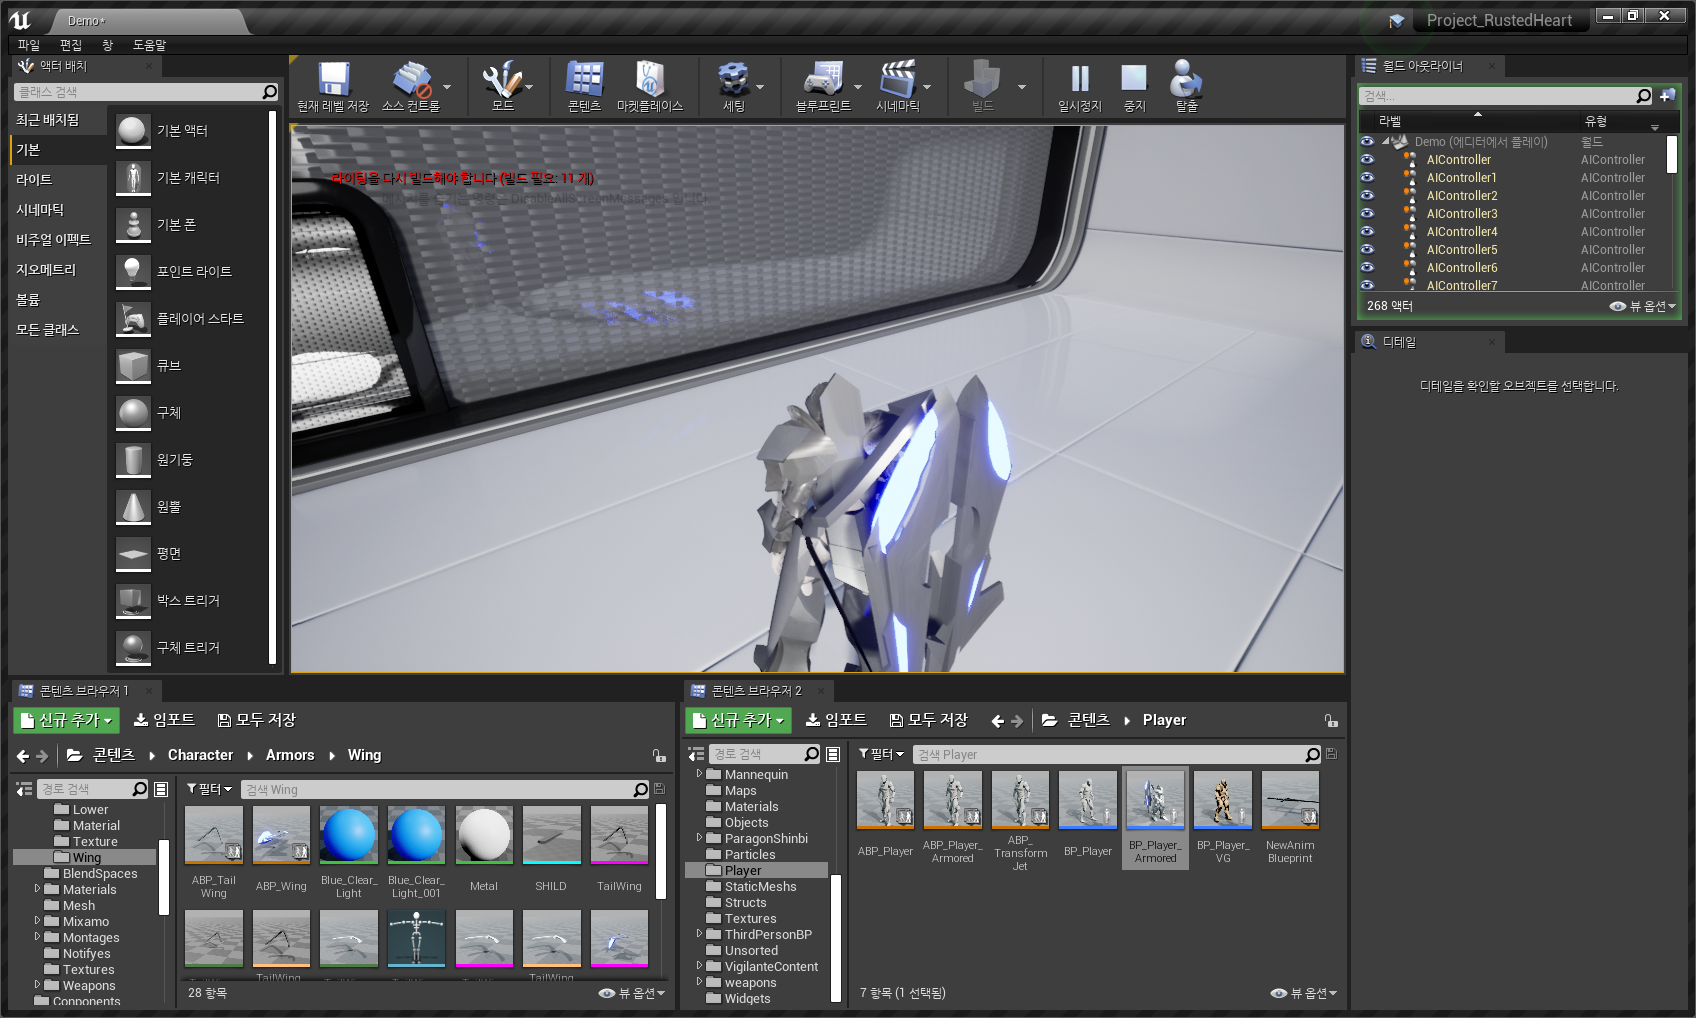 Demo*
Project_RustedHeart
파일 편집 창 도움말
액터 배치
클래스 검색
최근 배치됨
기본
라이트
시네마틱
비주얼 이펙트
지오메트리
볼륨
모든 클래스
기본 액터
기본 캐릭터
기본 폰
포인트 라이트
플레이어 스타트
큐브
구체
원기둥
원뿔
평면
박스 트리거
구체 트리거
현재 레벨 저장 소스 컨트롤 모드 콘텐츠 마켓플레이스 세팅 블루프린트 시네마틱 빌드 일시정지 중지 탈출
라이팅을 다시 빌드해야 합니다 (빌드 필요: 11 개)
DisableAllScreenMessages
월드 아웃라이너
검색...
라벨 유형
Demo (에디터에서 플레이) 월드
AIController AIController
AIController1 AIController
AIController2 AIController
AIController3 AIController
AIController4 AIController
AIController5 AIController
AIController6 AIController
AIController7 AIController
268 액터 뷰 옵션
디테일
디테일을 확인할 오브젝트를 선택합니다.
콘텐츠 브라우저 1
신규 추가 임포트 모두 저장
콘텐츠 Character Armors Wing
경로 검색
Lower
Material
Texture
Wing
BlendSpaces
Materials
Mesh
Mixamo
Montages
Notifyes
Textures
Weapons
Conponents
필터 검색 Wing
ABP_Tail
Wing
ABP_Wing
Blue_Clear_
Light
Blue_Clear_
Light_001
Metal
SHILD
TailWing
TailWing
TailWing
28 항목 뷰 옵션
콘텐츠 브라우저 2
신규 추가 임포트 모두 저장 콘텐츠 Player
경로 검색
Mannequin
Maps
Materials
Objects
ParagonShinbi
Particles
Player
StaticMeshs
Structs
Textures
ThirdPersonBP
Unsorted
VigilanteContent
weapons
Widgets
필터 검색 Player
ABP_Player
ABP_Player_
Armored
ABP_
Transform
Jet
BP_Player
BP_Player_
Armored
BP_Player_
VG
NewAnim
Blueprint
7 항목 (1 선택됨) 뷰 옵션